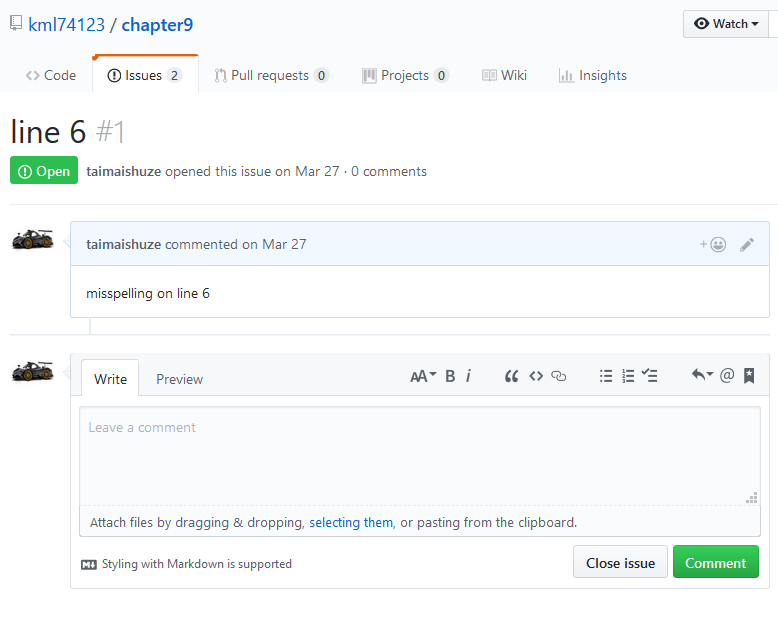 kml74123 / chapter9
Watch
Code Issues 2 Pull requests 0 Projects 0 Wiki Insights
line 6 #1
Open taimaishuze opened this issue on Mar 27 · 0 comments
taimaishuze commented on Mar 27
misspelling on line 6
Write Preview AA B i
Leave a comment
Attach files by dragging & dropping, selecting them, or pasting from the clipboard.
Styling with Markdown is supported Close issue Comment